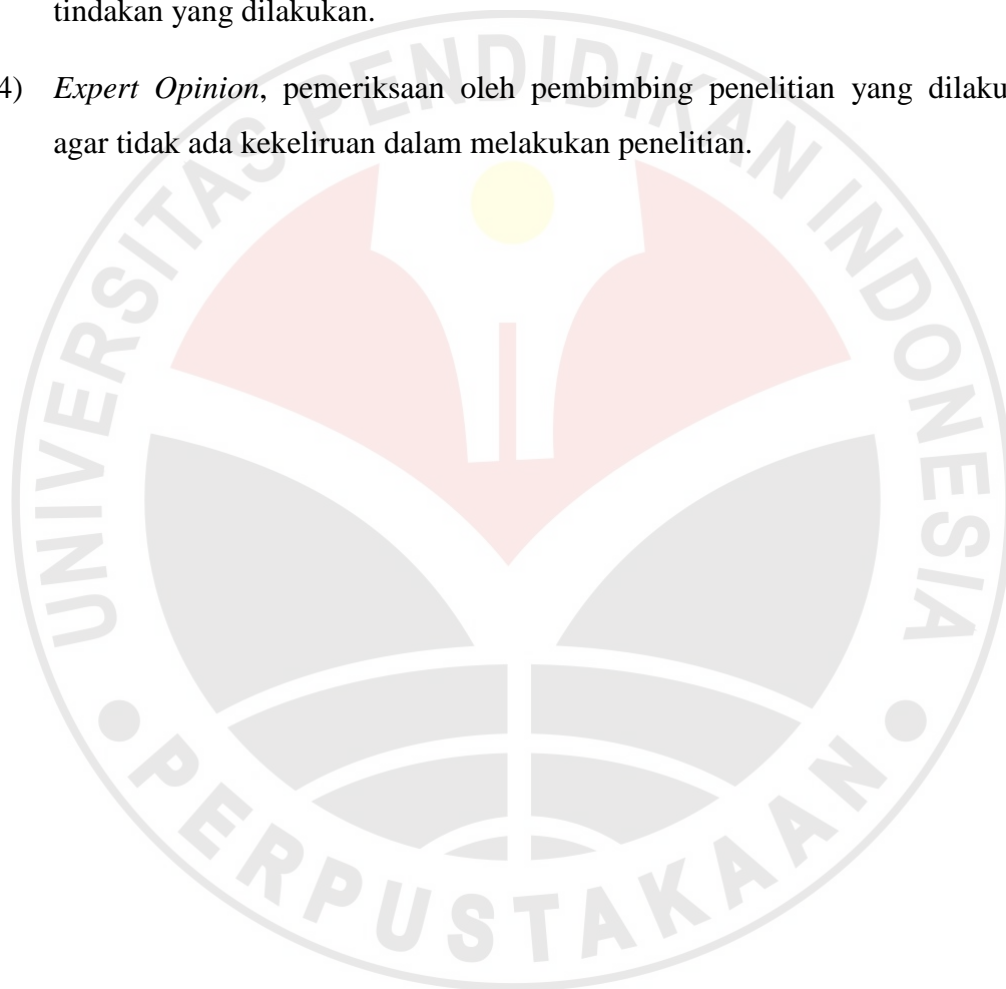 tindakan yang dilakukan.
4) Expert Opinion, pemeriksaan oleh pembimbing penelitian yang dilaku
agar tidak ada kekeliruan dalam melakukan penelitian.
UNIVERSITAS PENDIDIKAN INDONESIA
PERPUSTAKAAN